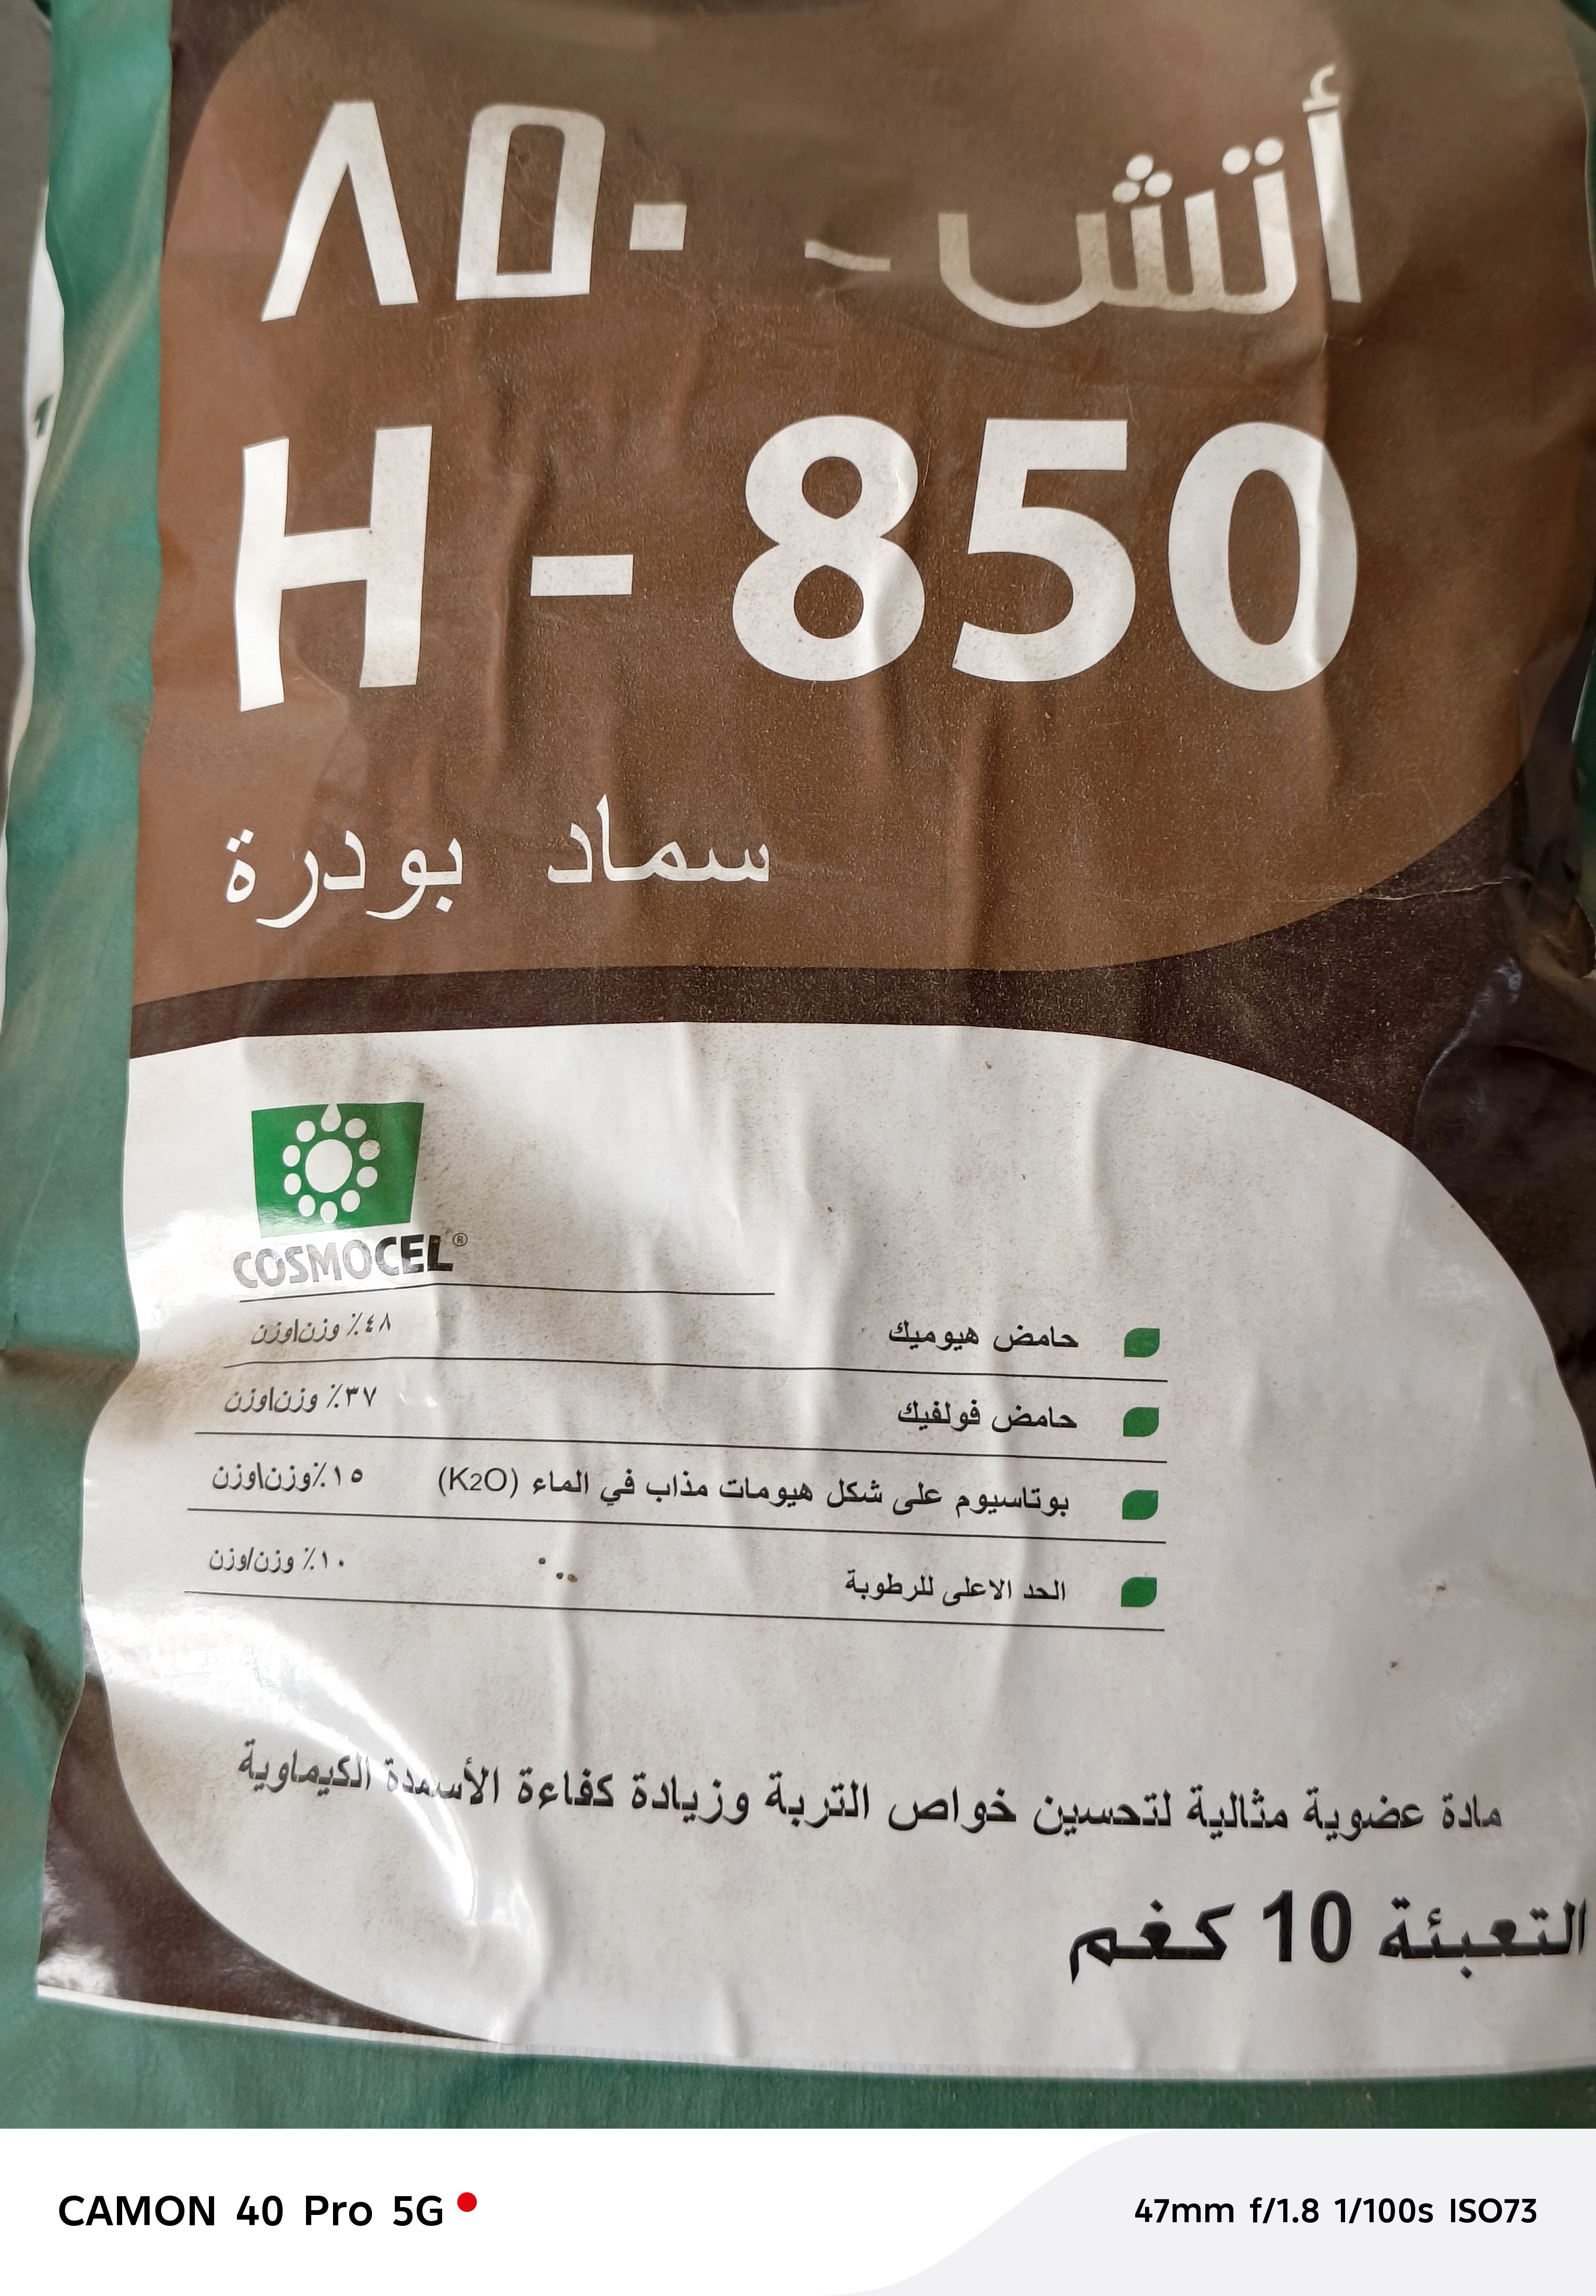 أتش - ٨٥٠
H - 850
سماد بودرة
COSMOCEL®
حامض هيوميك ٤٨٪ وزن\وزن
حامض فولفيك ٣٧٪ وزن\وزن
بوتاسيوم على شكل هيومات مذاب في الماء (K2O) ١٥٪وزن\وزن
الحد الاعلى للرطوبة ١٠٪ وزن/وزن
مادة عضوية مثالية لتحسين خواص التربة وزيادة كفاءة الأسمدة الكيماوية
التعبئة 10 كغم
CAMON 40 Pro 5G
47mm f/1.8 1/100s ISO73